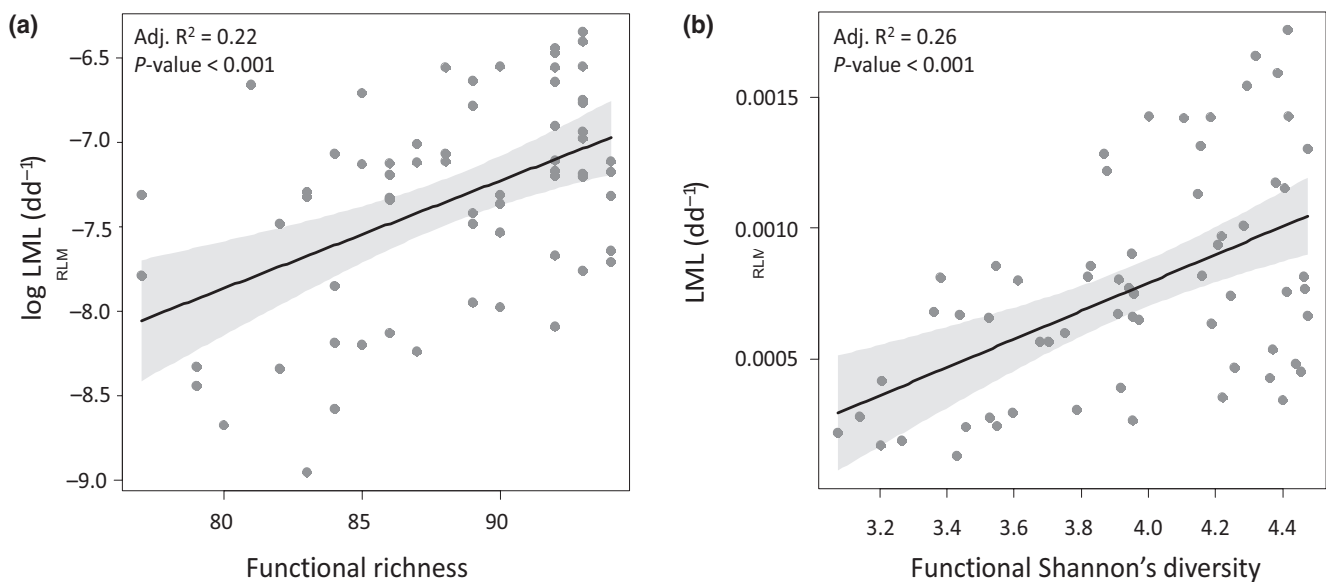 (a)
Adj. R² = 0.22
P-value < 0.001
log LML (dd⁻¹)
RLM
−6.5
−7.0
−7.5
−8.0
−8.5
−9.0
80 85 90
Functional richness
(b)
Adj. R² = 0.26
P-value < 0.001
LML (dd⁻¹)
RLM
0.0015
0.0010
0.0005
3.2 3.4 3.6 3.8 4.0 4.2 4.4
Functional Shannon’s diversity